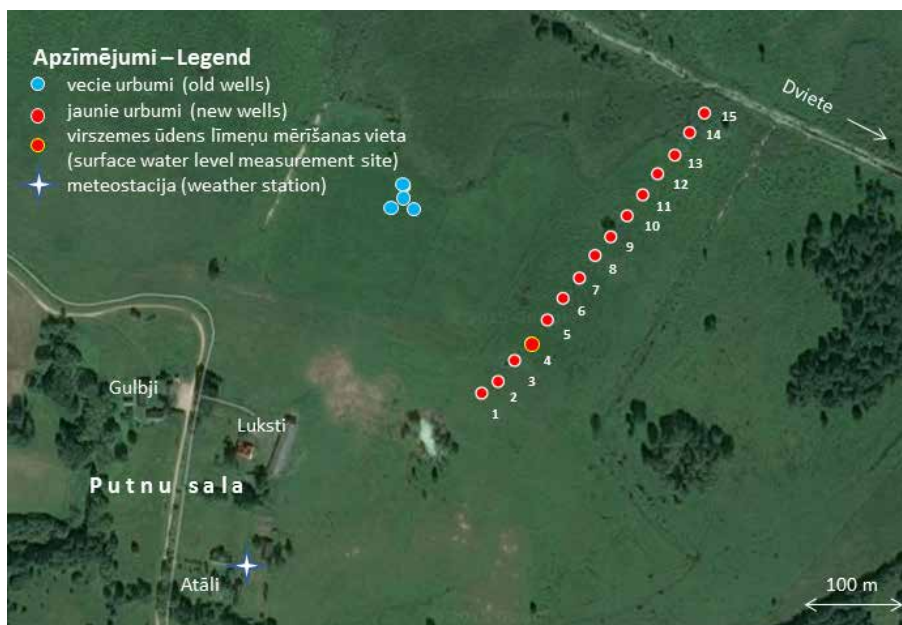 Apzīmējumi – Legend
vecie urbumi (old wells)
jaunie urbumi (new wells)
virszemes ūdens līmeņu mērīšanas vieta
(surface water level measurement site)
meteostacija (weather station)
Dviete
15
14
13
12
11
10
9
8
7
6
5
4
3
2
1
Gulbji
Luksti
Putnu sala
Atāli
100 m